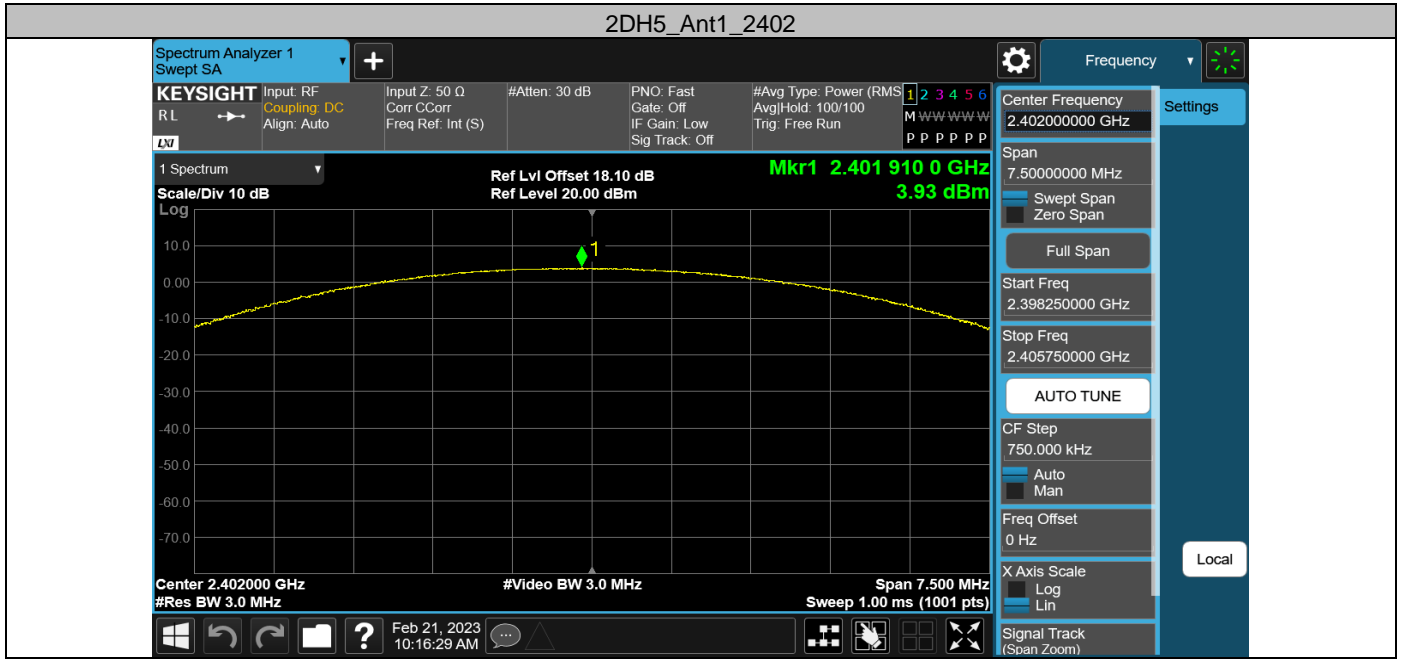 2DH5_Ant1_2402
Spectrum Analyzer 1
Swept SA
Frequency
KEYSIGHT
RL
LXI
Input: RF
Coupling: DC
Align: Auto
Input Z: 50 Ω
Corr CCorr
Freq Ref: Int (S)
#Atten: 30 dB
PNO: Fast
Gate: Off
IF Gain: Low
Sig Track: Off
#Avg Type: Power (RMS
Avg|Hold: 100/100
Trig: Free Run
1 2 3 4 5 6
M W W W W W
P P P P P P
1 Spectrum
Scale/Div 10 dB
Log
Ref Lvl Offset 18.10 dB
Ref Level 20.00 dBm
Mkr1 2.401 910 0 GHz
3.93 dBm
1
10.0
0.00
-10.0
-20.0
-30.0
-40.0
-50.0
-60.0
-70.0
Center 2.402000 GHz
#Res BW 3.0 MHz
#Video BW 3.0 MHz
Span 7.500 MHz
Sweep 1.00 ms (1001 pts)
Feb 21, 2023
10:16:29 AM
Center Frequency
2.402000000 GHz
Span
7.50000000 MHz
Swept Span
Zero Span
Full Span
Start Freq
2.398250000 GHz
Stop Freq
2.405750000 GHz
AUTO TUNE
CF Step
750.000 kHz
Auto
Man
Freq Offset
0 Hz
X Axis Scale
Log
Lin
Signal Track
(Span Zoom)
Settings
Local